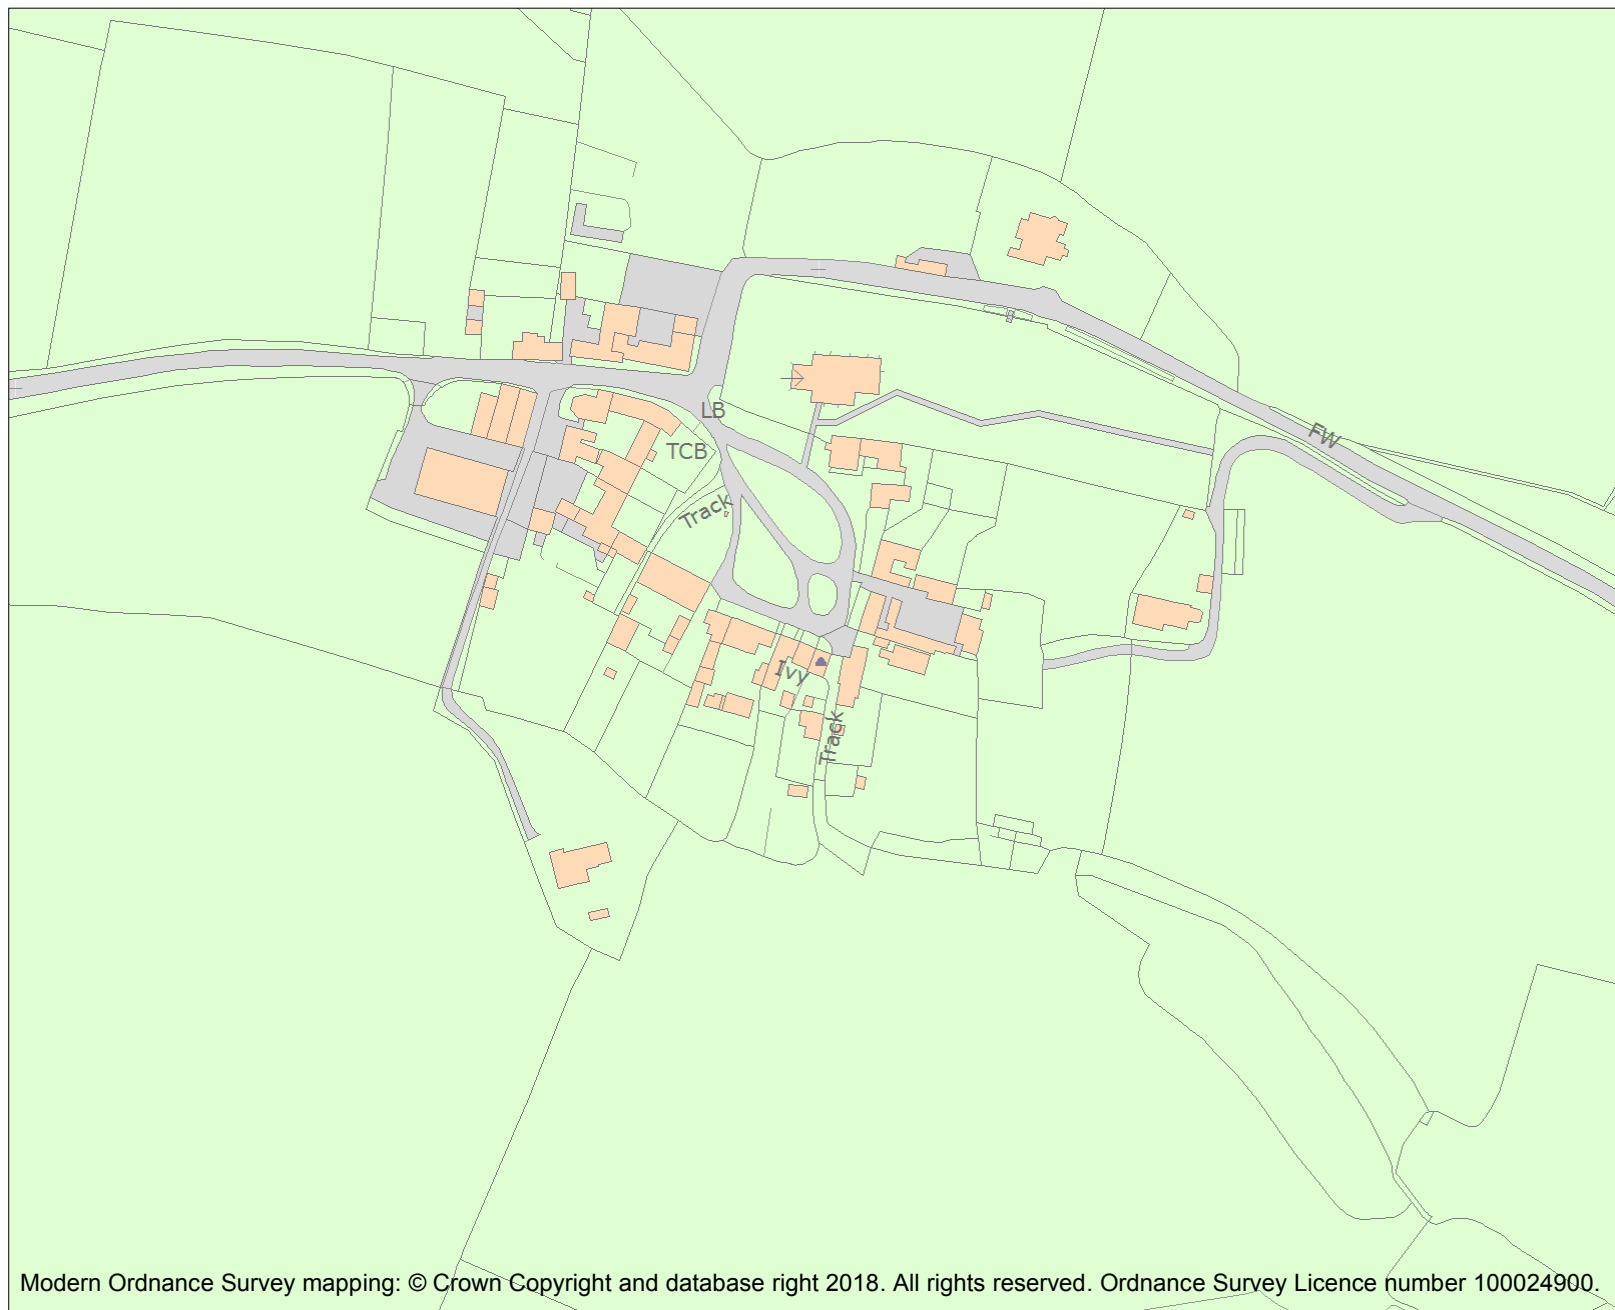 LB
FW
TCB
Track
Ivy
Track
Modern Ordnance Survey mapping: © Crown Copyright and database right 2018. All rights reserved. Ordnance Survey Licence number 100024900.